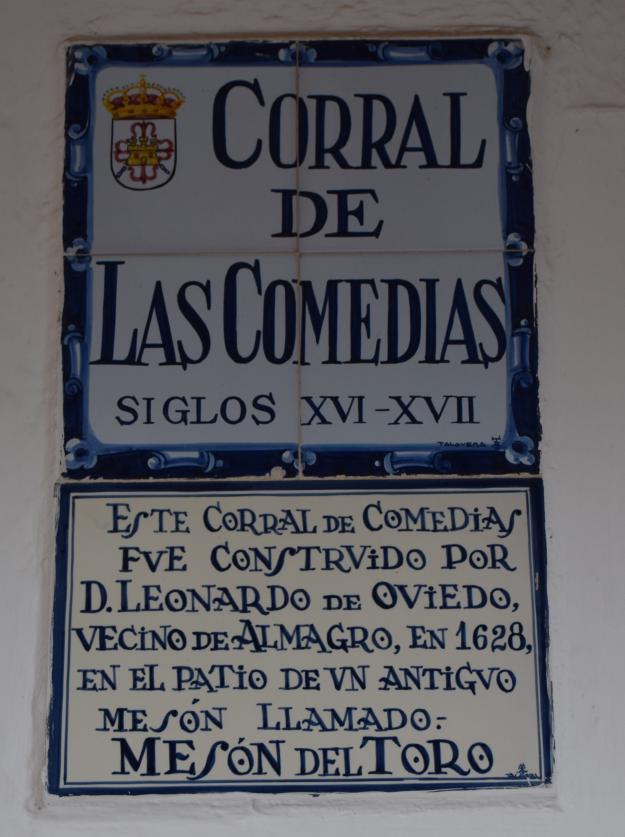 CORRAL
DE
LAS COMEDIAS
SIGLOS XVI-XVII
TALAVERA
ESTE CORRAL DE COMEDIAS
FVE CONSTRVIDO POR
D. LEONARDO DE OVIEDO,
VECINO DE ALMAGRO, EN 1628,
EN EL PATIO DE VN ANTIGVO
MESÓN LLAMADO:-
MESÓN DEL TORO